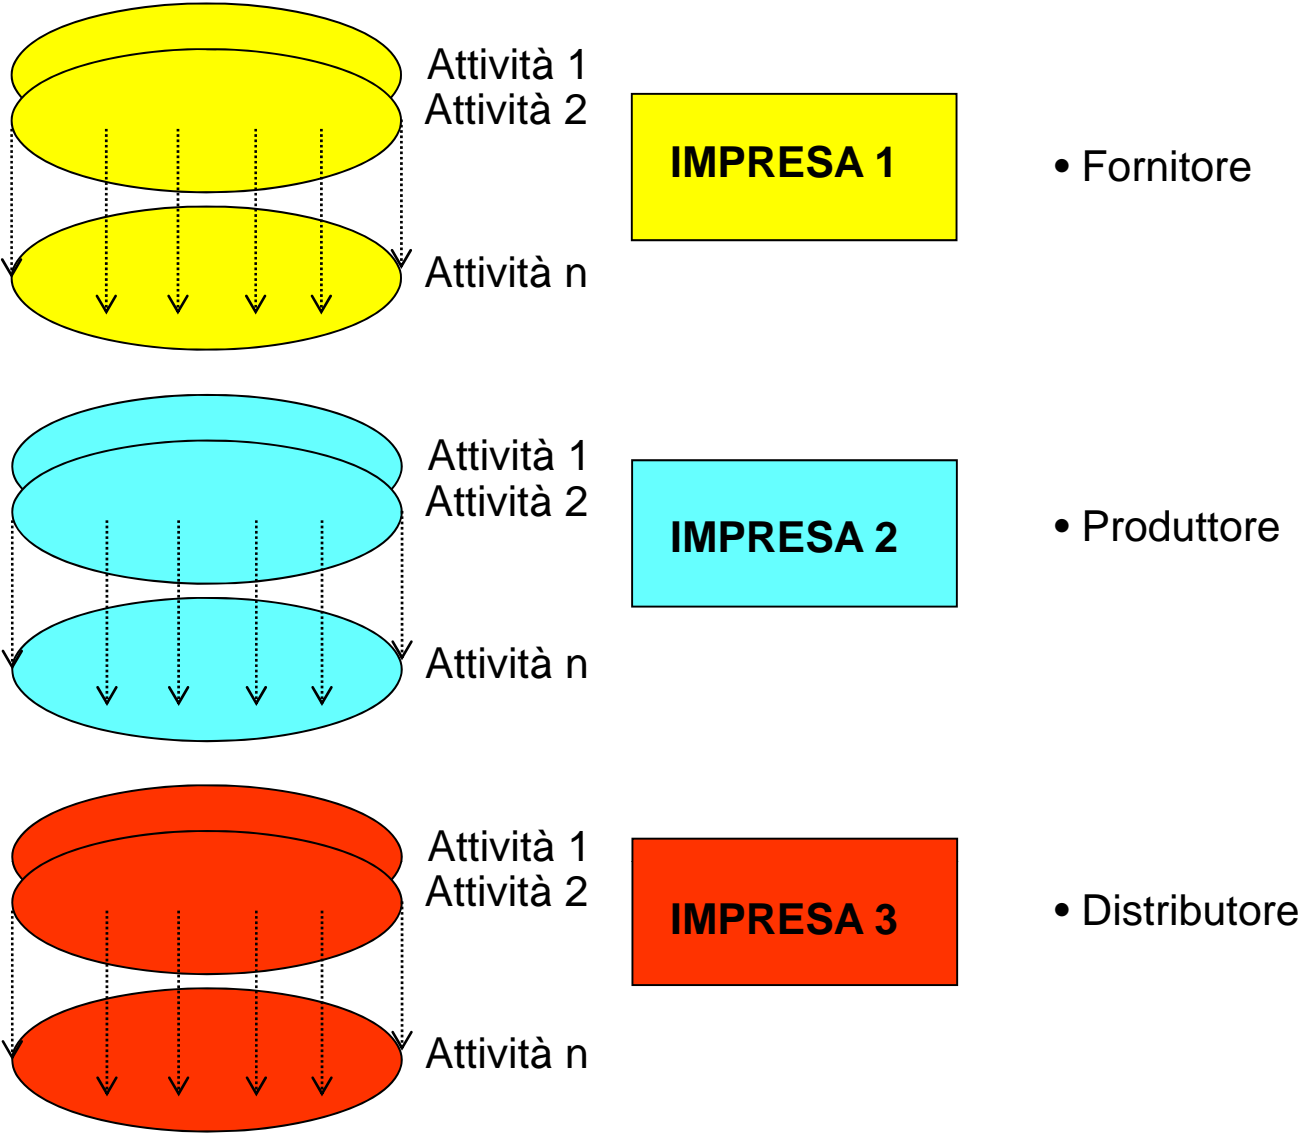 Attività 1
Attività 2
IMPRESA 1
• Fornitore
Attività n
Attività 1
Attività 2
IMPRESA 2
• Produttore
Attività n
Attività 1
Attività 2
IMPRESA 3
• Distributore
Attività n